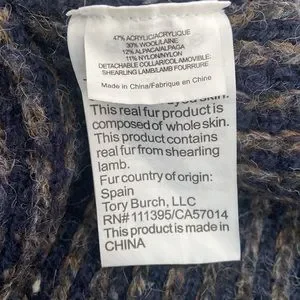 47% ACRYLIC/ACRYLIQUE
30% WOOL/LAINE
12% ALPACA/ALPAGA
11% NYLON/NYLON
DETACHABLE COLLAR/COL AMOVIBLE:
SHEARLING LAMB/LAMB FOURRURE
Made in China/Fabrique en Chine
skin.
This real fur product is
composed of whole skin.
This product contains
real fur from shearling
lamb.
Fur country of origin:
Spain
Tory Burch, LLC
RN# 111395/CA57014
This product is made in
CHINA